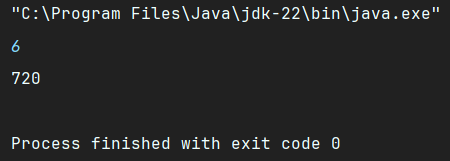 "C:\Program Files\Java\jdk-22\bin\java.exe"
6
720
Process finished with exit code 0